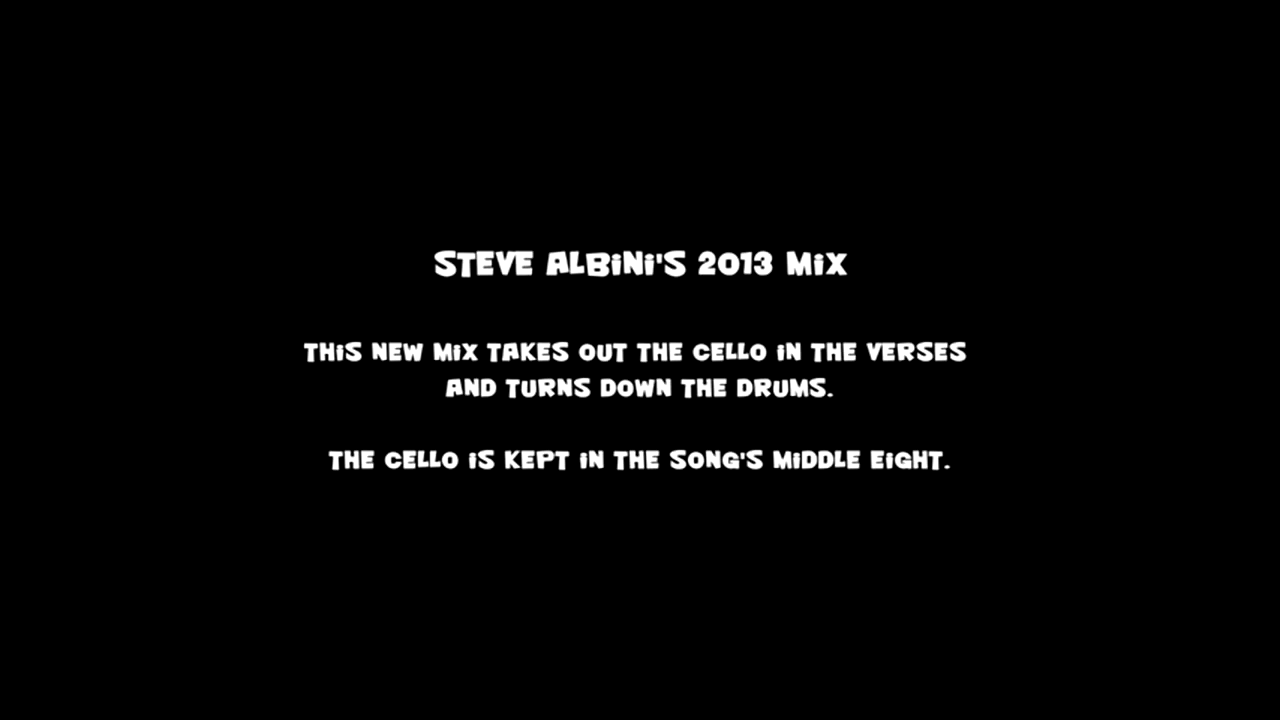 STEVE ALBiNi'S 2013 MiX
THiS NEW MiX TAKES OUT THE CELLO iN THE VERSES
AND TURNS DOWN THE DRUMS.
THE CELLO iS KEPT iN THE SONG'S MiDDLE EiGHT.